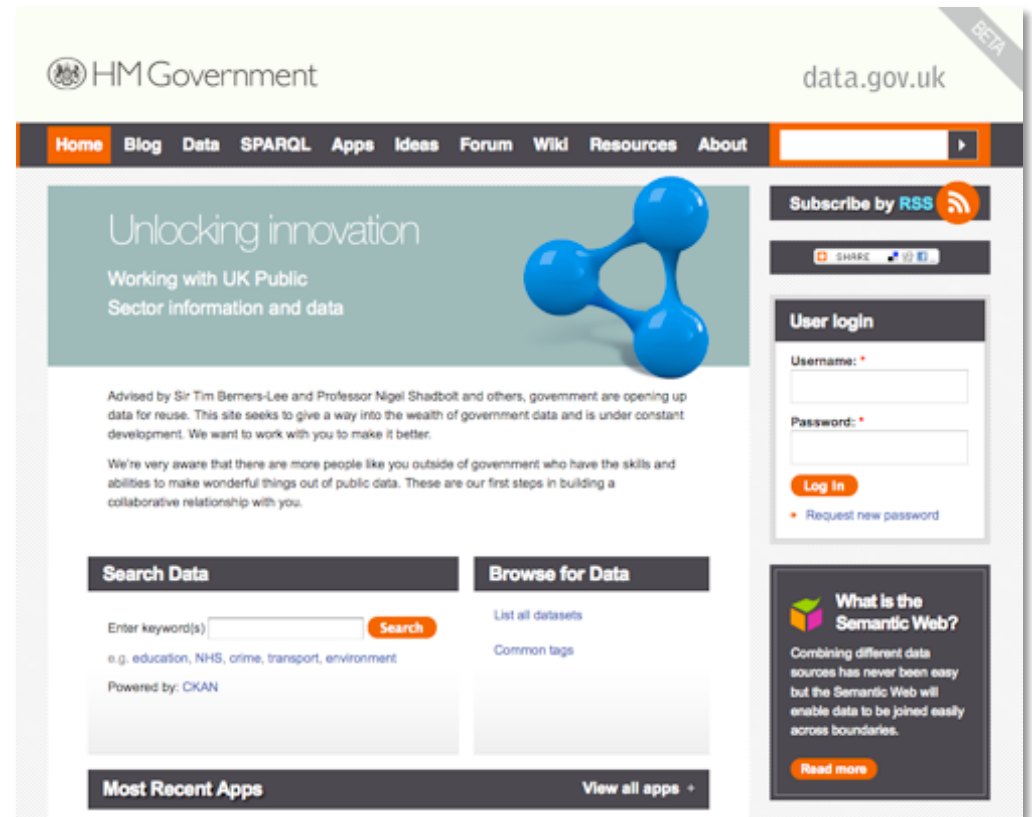 BETA
HM Government
data.gov.uk
Home Blog Data SPARQL Apps Ideas Forum Wiki Resources About
Unlocking innovation
Working with UK Public
Sector information and data
Advised by Sir Tim Berners-Lee and Professor Nigel Shadbolt and others, government are opening up
data for reuse. This site seeks to give a way into the wealth of government data and is under constant
development. We want to work with you to make it better.
We're very aware that there are more people like you outside of government who have the skills and
abilities to make wonderful things out of public data. These are our first steps in building a
collaborative relationship with you.
Search Data
Enter keyword(s) Search
e.g. education, NHS, crime, transport, environment
Powered by: CKAN
Browse for Data
List all datasets
Common tags
Most Recent Apps
View all apps +
Subscribe by RSS
SHARE
User login
Username: *
Password: *
Log In
Request new password
What is the
Semantic Web?
Combining different data
sources has never been easy
but the Semantic Web will
enable data to be joined easily
across boundaries.
Read more